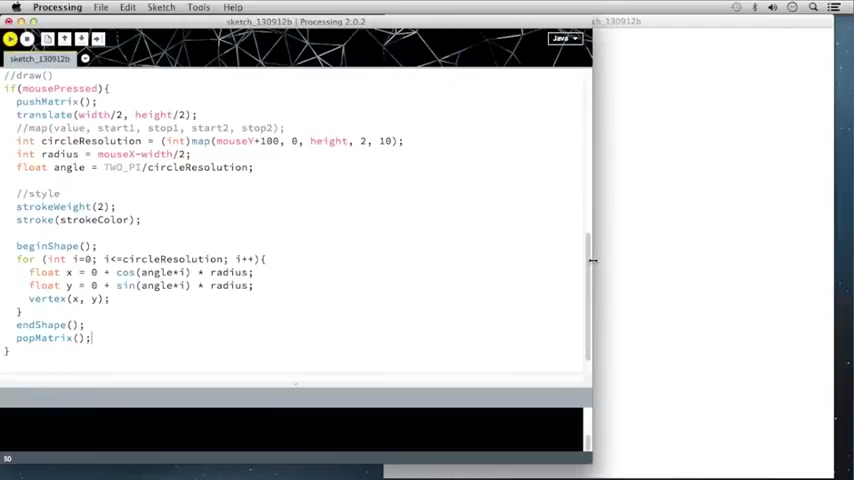 Processing File Edit Sketch Tools Help
sketch_130912b | Processing 2.0.2
ch_130912b
Java
sketch_130912b
//draw()
if(mousePressed){
pushMatrix();
translate(width/2, height/2);
//map(value, start1, stop1, start2, stop2);
int circleResolution = (int)map(mouseY+100, 0, height, 2, 10);
int radius = mouseX-width/2;
float angle = TWO_PI/circleResolution;
//style
strokeWeight(2);
stroke(strokeColor);
beginShape();
for (int i=0; i<=circleResolution; i++){
float x = 0 + cos(angle*i) * radius;
float y = 0 + sin(angle*i) * radius;
vertex(x, y);
}
endShape();
popMatrix();
}
50